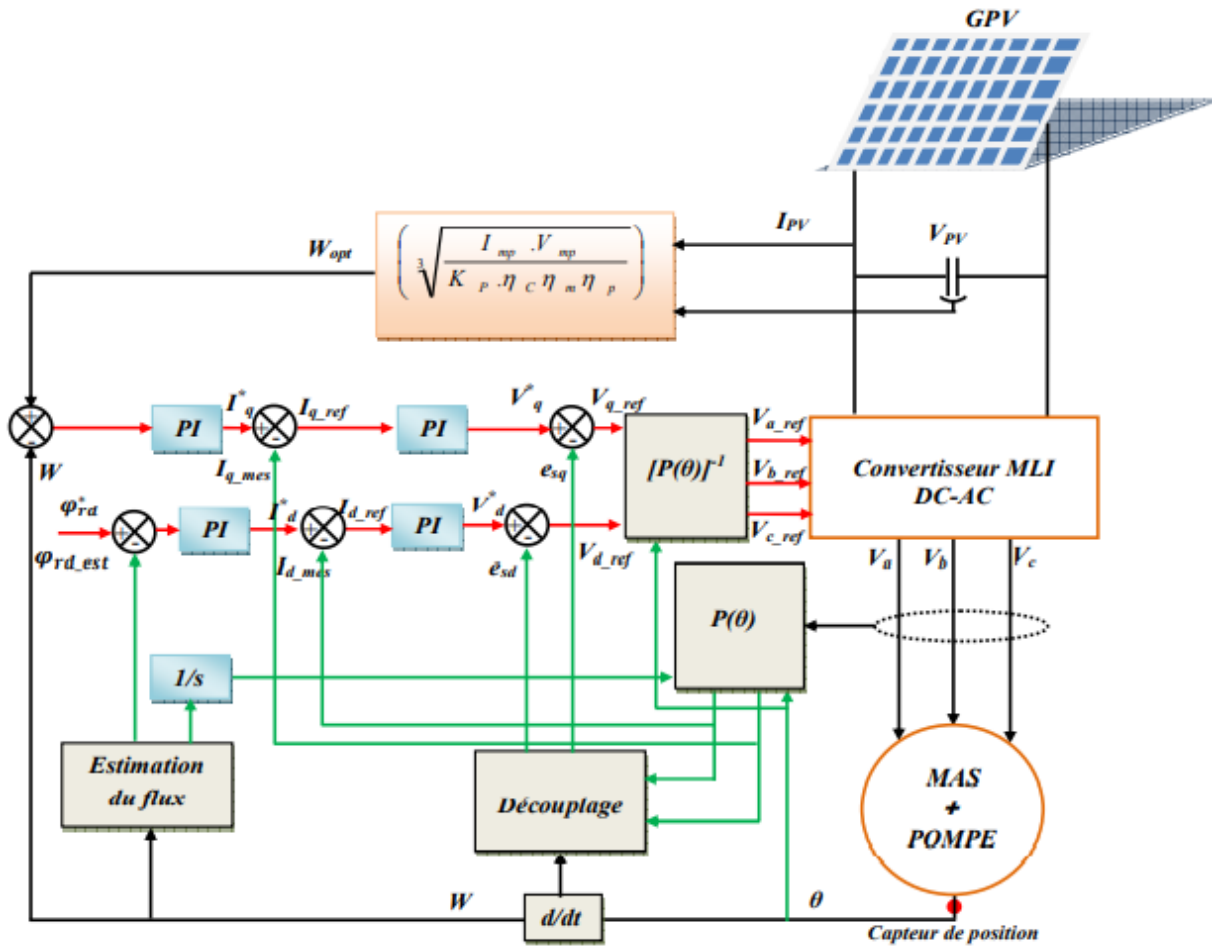 GPV
I_PV
V_PV
W_opt
( ∛( I_mp .V_mp / K_P .η_C η_m η_p ) )
+
-
W
PI
I*_q
+
-
I_q_ref
I_q_mes
PI
V*_q
+
-
V_q_ref
e_sq
[P(θ)]⁻¹
V_a_ref
V_b_ref
V_c_ref
Convertisseur MLI
DC-AC
φ*_rd
φ_rd_est
+
-
PI
I*_d
+
-
I_d_ref
I_d_mes
PI
V*_d
+
-
V_d_ref
ë_sd
V_a
V_b
V_c
P(θ)
1/s
Estimation
du flux
Découplage
MAS
+
POMPE
W
d/dt
θ
Capteur de position